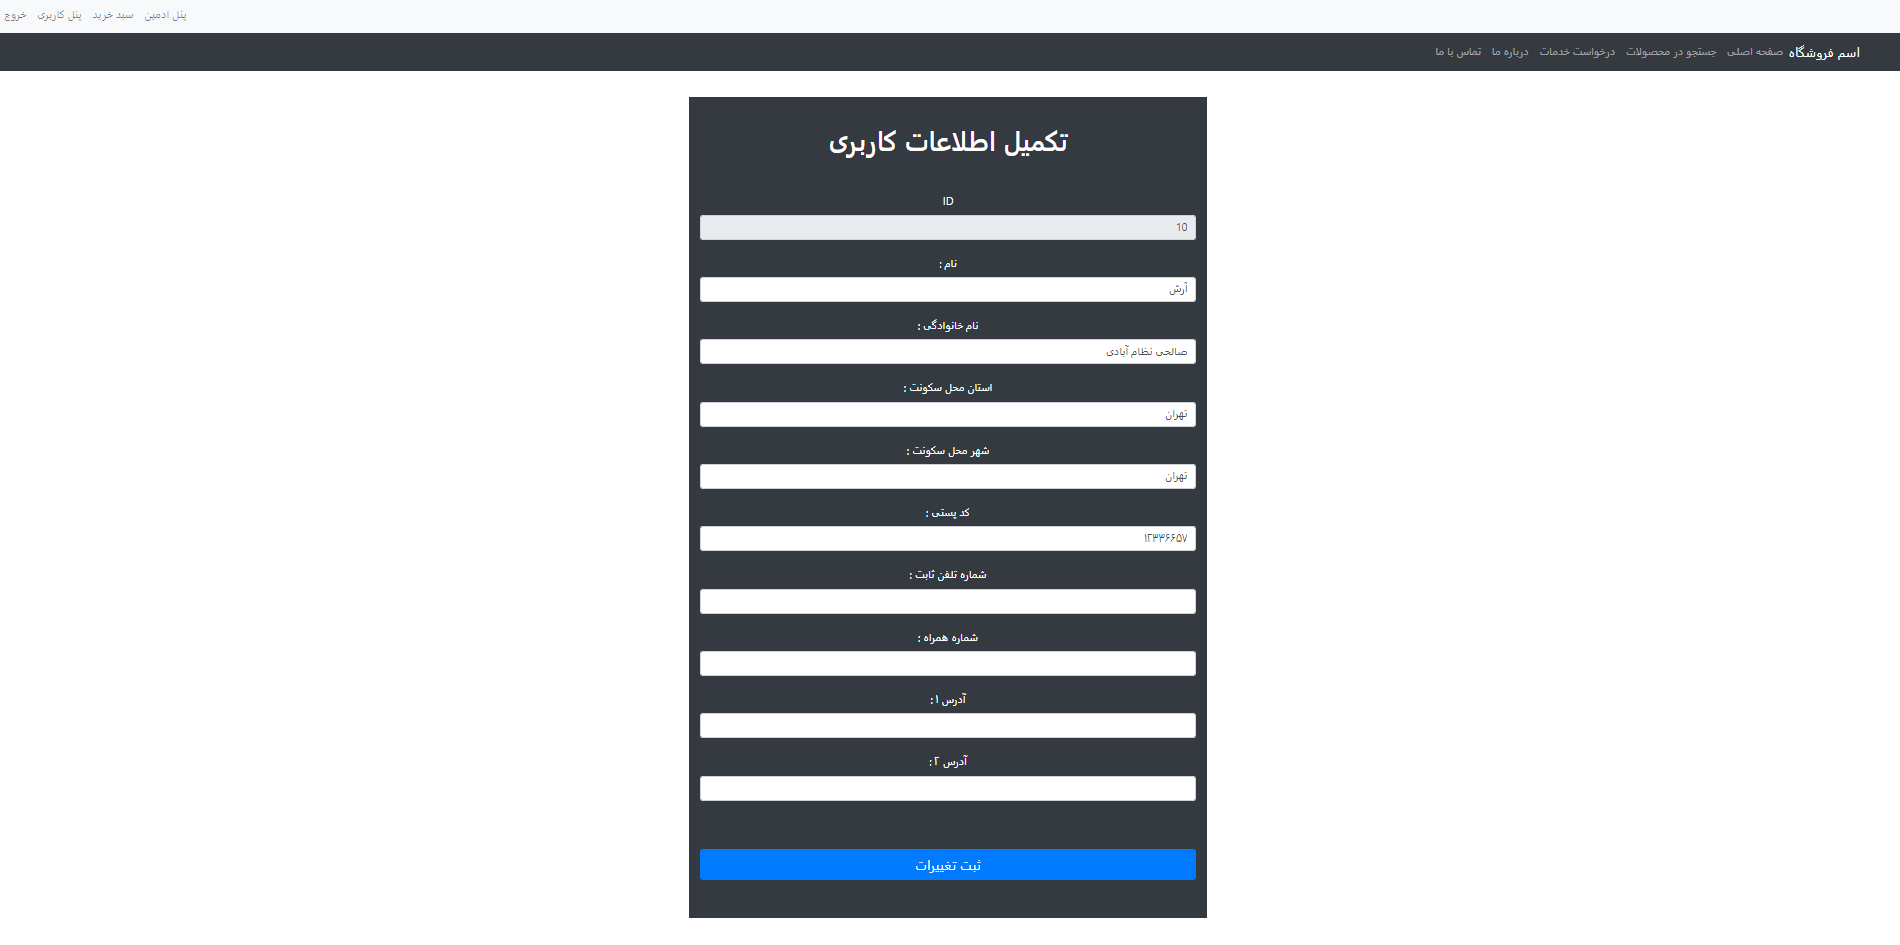 پنل ادمین سبد خرید پنل کاربری خروج
اسم فروشگاه صفحه اصلی جستجو در محصولات درخواست خدمات درباره ما تماس با ما
تکمیل اطلاعات کاربری
ID
10
نام :
آرش
نام خانوادگی :
صالحی نظام آبادی
استان محل سکونت :
تهران
شهر محل سکونت :
تهران
کد پستی :
۱۲۳۳۶۶۵۷
شماره تلفن ثابت :
شماره همراه :
آدرس ۱ :
آدرس ۲ :
ثبت تغییرات